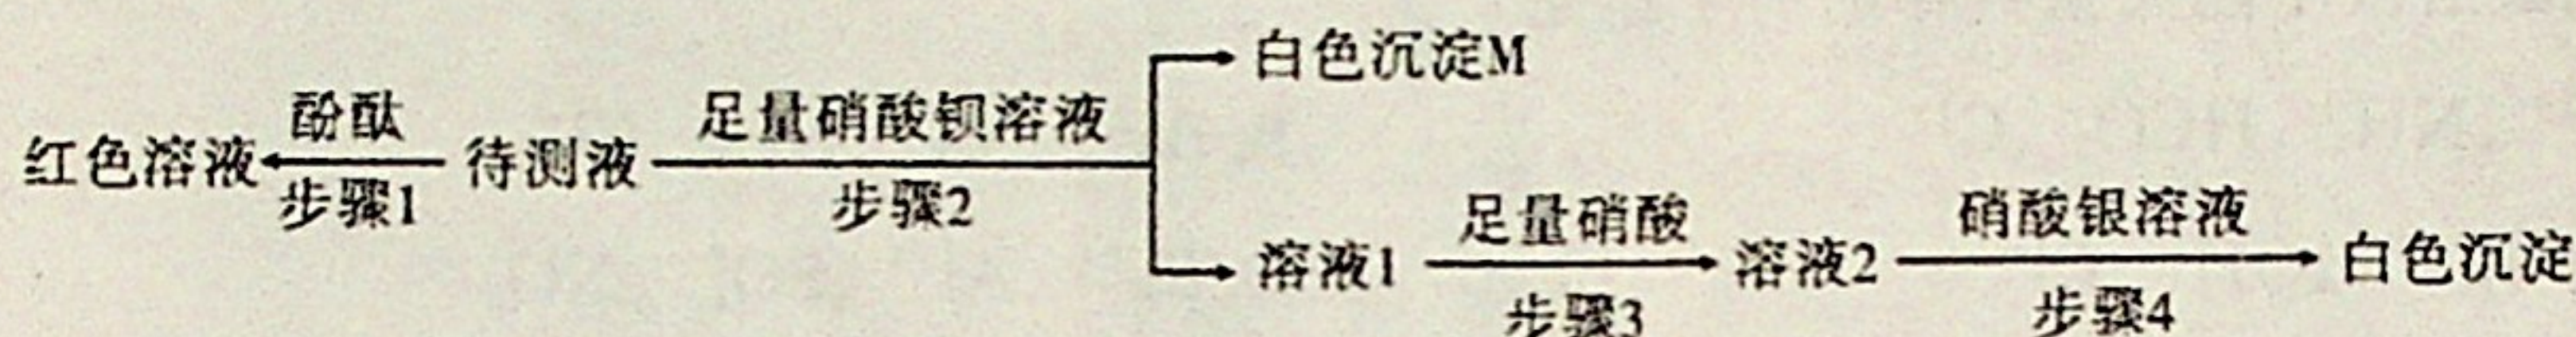 白色沉淀M
酚酞
足量硝酸钡溶液
红色溶液
待测液
步骤1
步骤2
足量硝酸
硝酸银溶液
溶液1
溶液2
白色沉淀
步骤3
步骤4